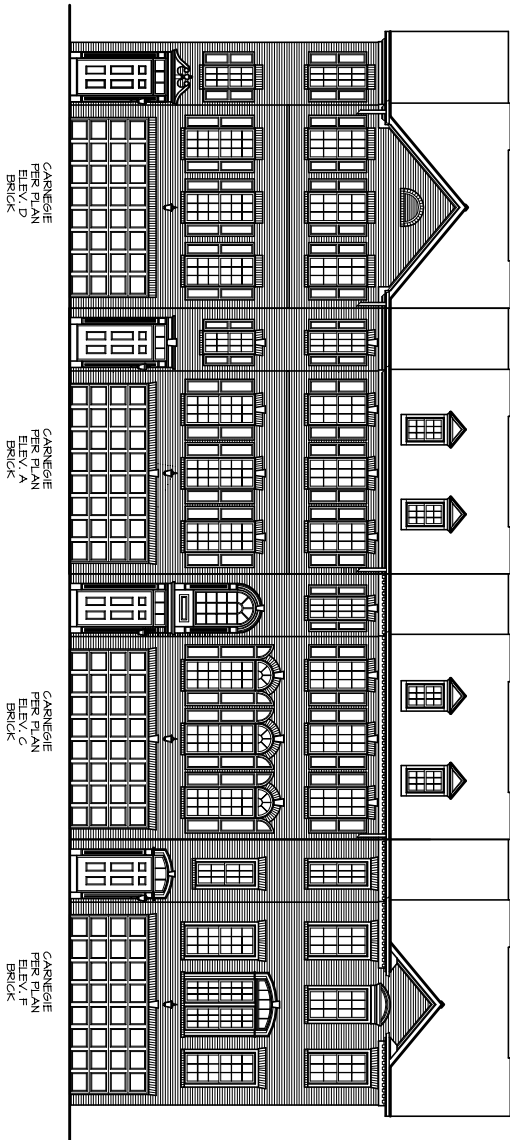 CARNEGIE
PER PLAN
ELEV. D
BRICK
CARNEGIE
PER PLAN
ELEV. A
BRICK
CARNEGIE
PER PLAN
ELEV. C
BRICK
CARNEGIE
PER PLAN
ELEV. F
BRICK